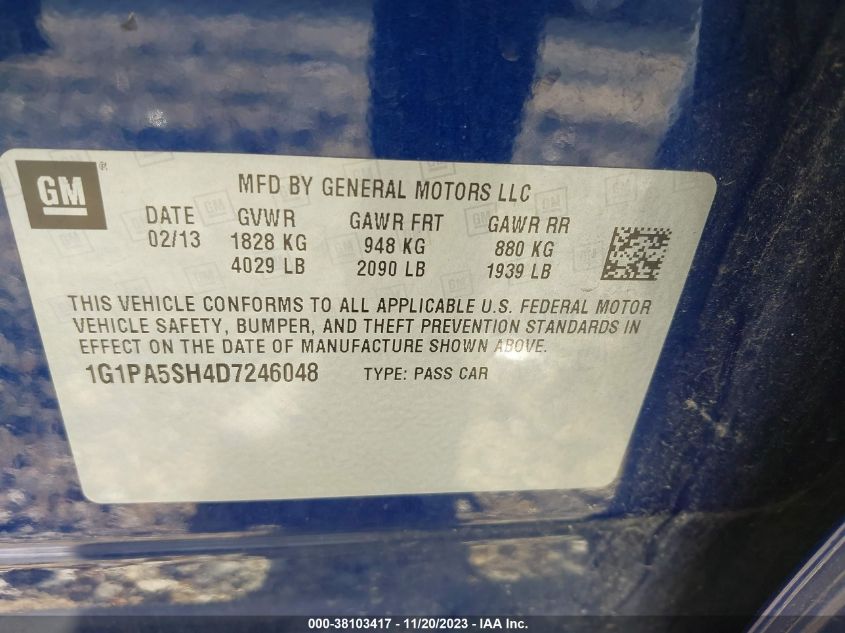 GM ®
MFD BY GENERAL MOTORS LLC
DATE GVWR GAWR FRT GAWR RR
02/13 1828 KG 948 KG 880 KG
4029 LB 2090 LB 1939 LB
THIS VEHICLE CONFORMS TO ALL APPLICABLE U.S. FEDERAL MOTOR
VEHICLE SAFETY, BUMPER, AND THEFT PREVENTION STANDARDS IN
EFFECT ON THE DATE OF MANUFACTURE SHOWN ABOVE.
1G1PA5SH4D7246048 TYPE: PASS CAR
000-38103417 - 11/20/2023 - IAA Inc.